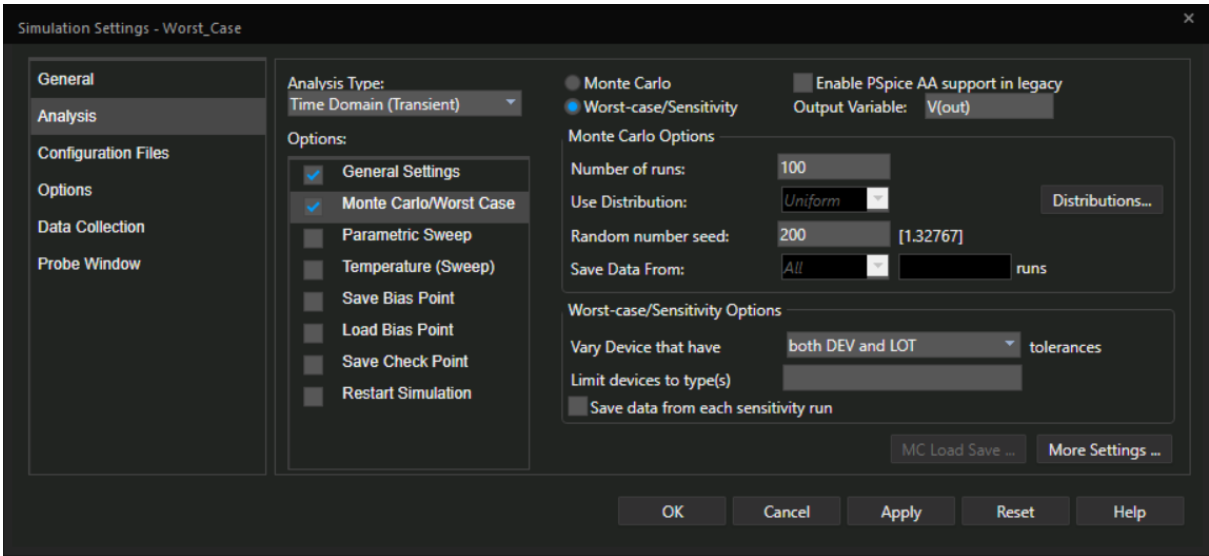 Simulation Settings - Worst_Case
×
General
Analysis
Configuration Files
Options
Data Collection
Probe Window
Analysis Type:
Time Domain (Transient)
Options:
General Settings
Monte Carlo/Worst Case
Parametric Sweep
Temperature (Sweep)
Save Bias Point
Load Bias Point
Save Check Point
Restart Simulation
Monte Carlo
Enable PSpice AA support in legacy
Worst-case/Sensitivity
Output Variable: V(out)
Monte Carlo Options
Number of runs: 100
Use Distribution: Uniform Distributions...
Random number seed: 200 [1.32767]
Save Data From: All runs
Worst-case/Sensitivity Options
Vary Device that have both DEV and LOT tolerances
Limit devices to type(s)
Save data from each sensitivity run
MC Load Save ... More Settings ...
OK Cancel Apply Reset Help